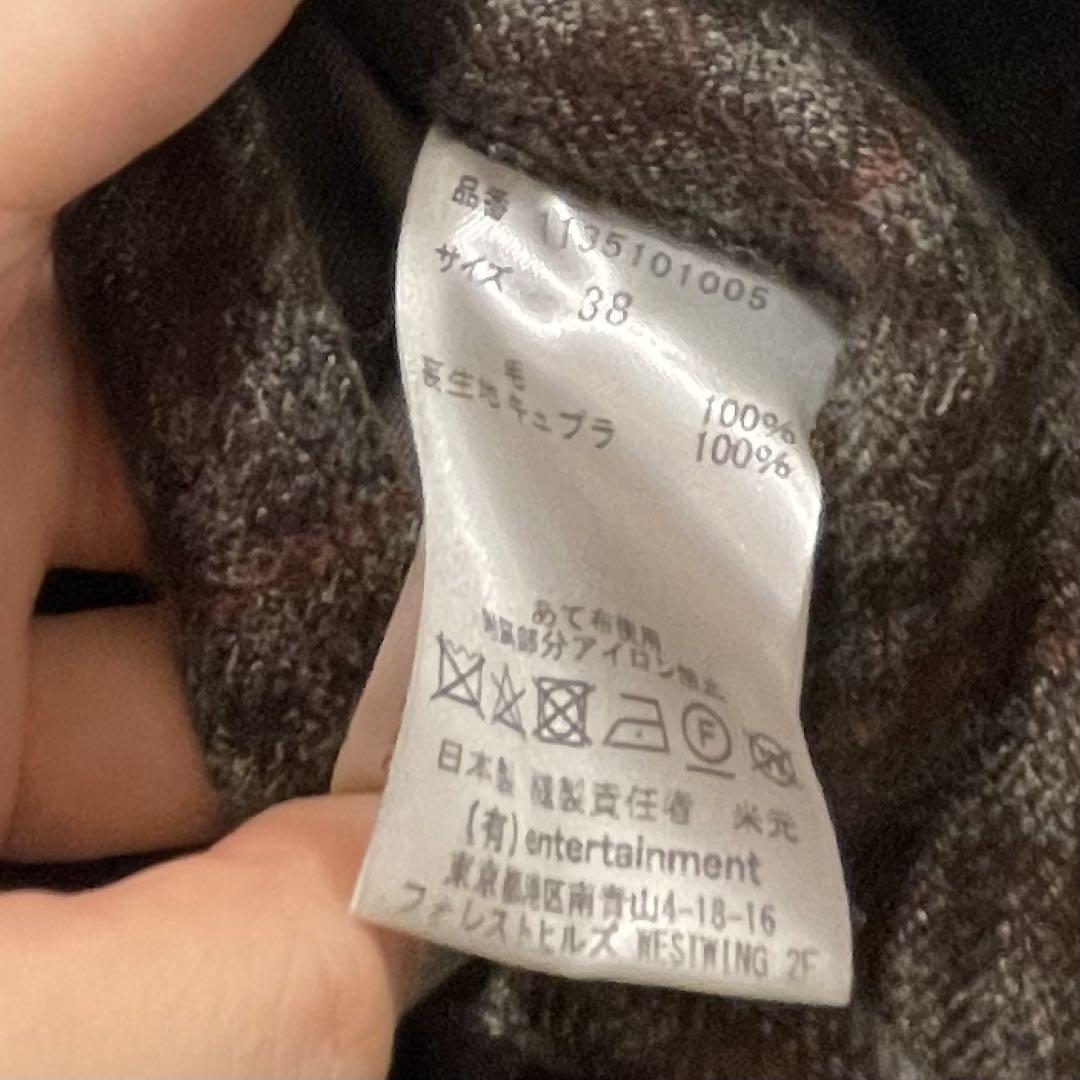 品番 1135101005
サイズ 38
毛 100%
裏生地キュプラ 100%
あて布使用
附属部分アイロン禁止
F
日本製 縫製責任者 米元
(有)entertainment
東京都港区南青山4-18-16
フォレストヒルズ WESTWING 2F